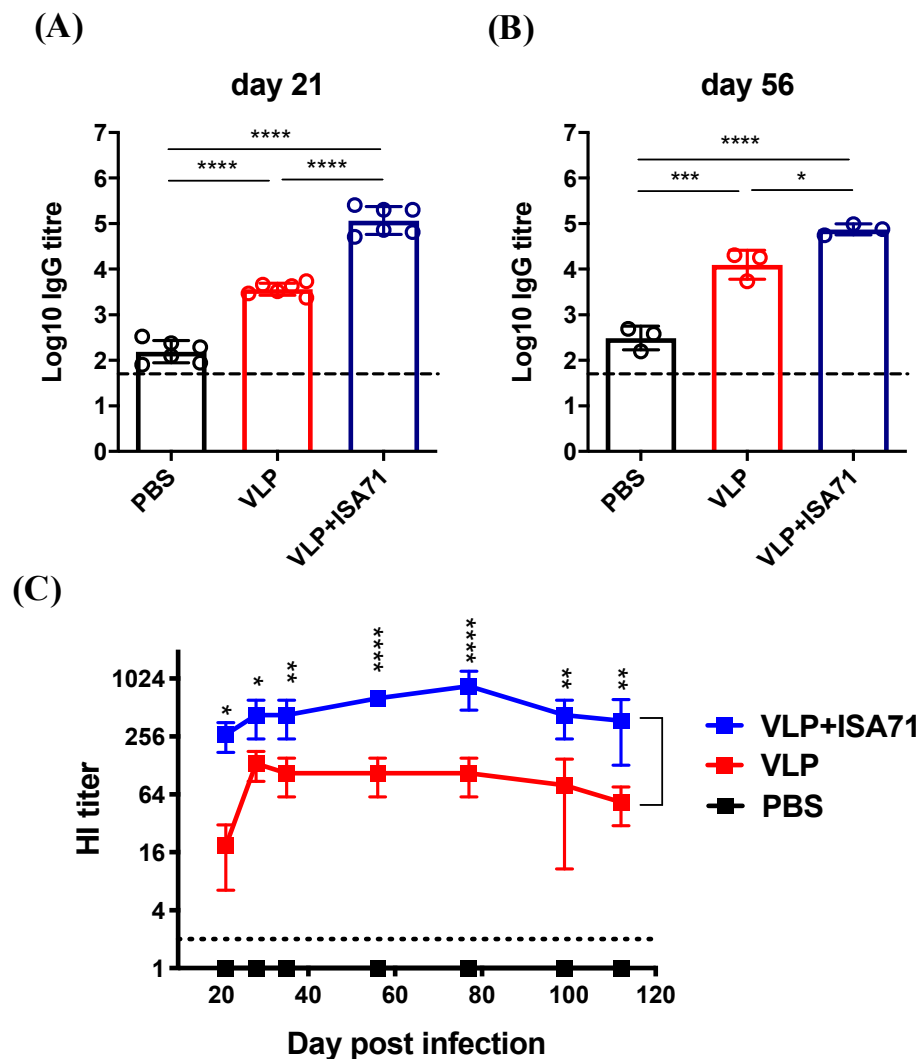 (A)
(B)
day 21
day 56
****
****
****
****
***
*
Log10 IgG titre
7
6
5
4
3
2
1
0
PBS
VLP
VLP+ISA71
Log10 IgG titre
7
6
5
4
3
2
1
0
PBS
VLP
VLP+ISA71
(C)
HI titer
1024
256
64
16
4
1
*
*
**
****
****
**
**
20
40
60
80
100
120
Day post infection
VLP+ISA71
VLP
PBS